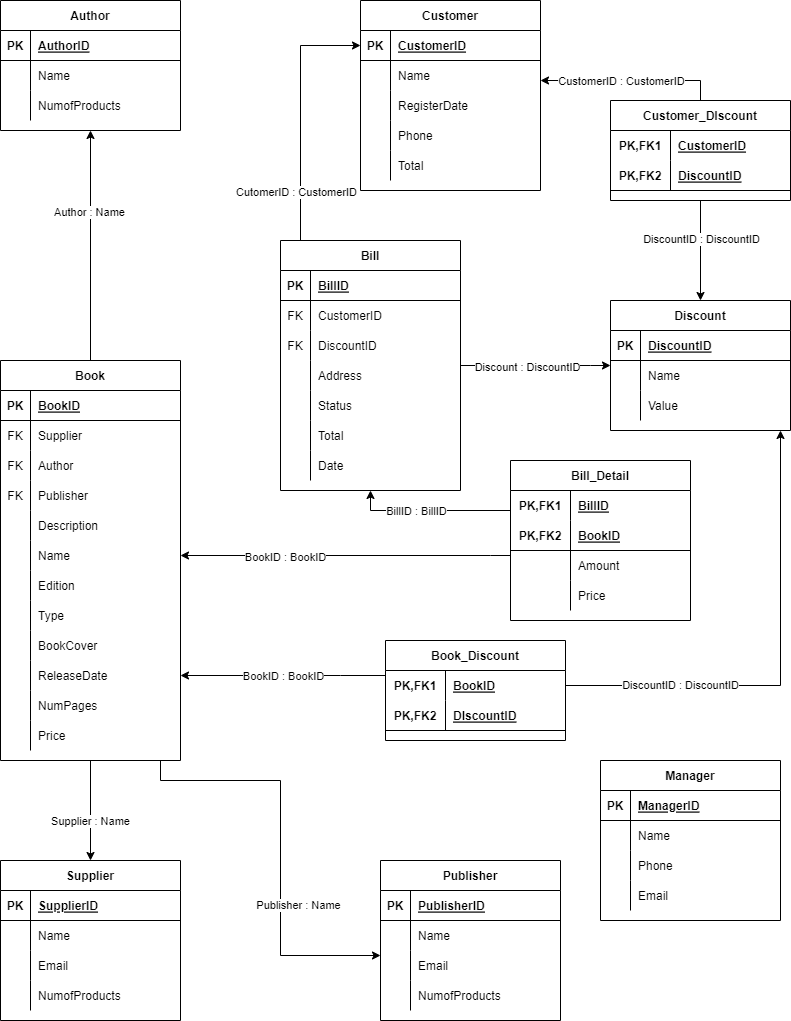 Author
PK AuthorID
Name
NumofProducts
Customer
PK CustomerID
Name
RegisterDate
Phone
Total
CustomerID : CustomerID
Customer_DIscount
PK,FK1 CustomerID
PK,FK2 DiscountID
Author : Name
CutomerID : CustomerID
DiscountID : DiscountID
Bill
PK BillID
FK CustomerID
FK DiscountID
Address
Status
Total
Date
Discount : DiscountID
Discount
PK DiscountID
Name
Value
Book
PK BookID
FK Supplier
FK Author
FK Publisher
Description
Name
Edition
Type
BookCover
ReleaseDate
NumPages
Price
BillID : BillID
Bill_Detail
PK,FK1 BillID
PK,FK2 BookID
Amount
Price
BookID : BookID
Book_Discount
PK,FK1 BookID
PK,FK2 DIscountID
BookID : BookID
DiscountID : DiscountID
Manager
PK ManagerID
Name
Phone
Email
Supplier : Name
Publisher : Name
Supplier
PK SupplierID
Name
Email
NumofProducts
Publisher
PK PublisherID
Name
Email
NumofProducts